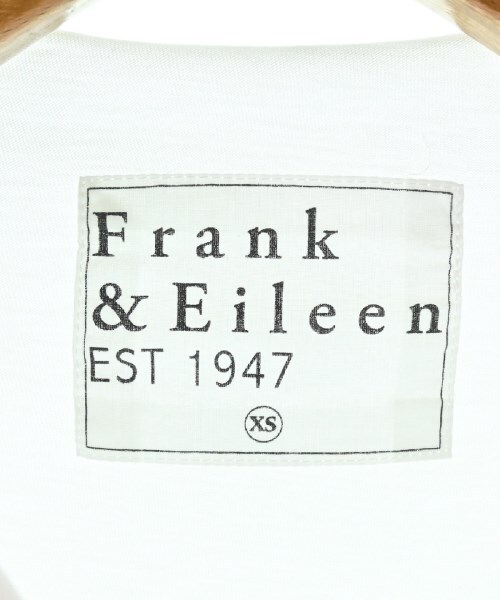 Frank
& Eileen
EST 1947
XS